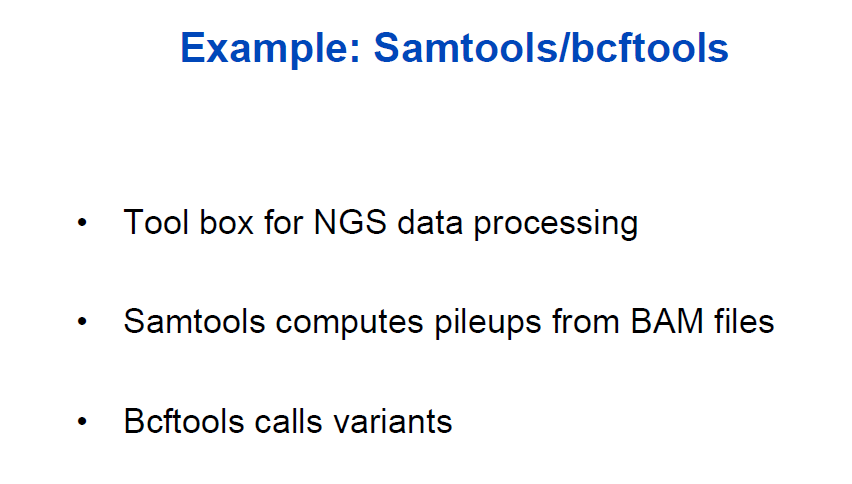 Example: Samtools/bcftools
• Tool box for NGS data processing
• Samtools computes pileups from BAM files
• Bcftools calls variants